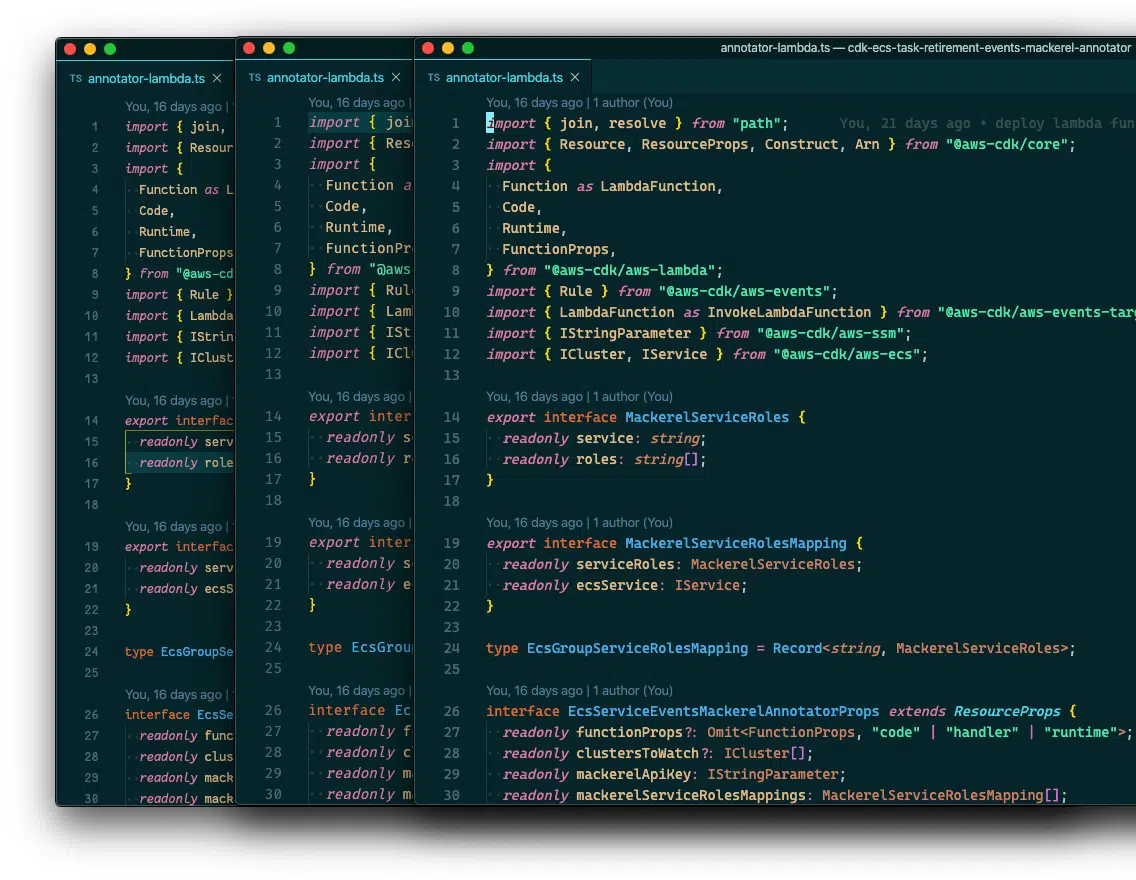 TS annotator-lambda.ts ×
You, 16 days ago |
1 import { join,
2 import { Resour
3 import {
4 Function as L
5 Code,
6 Runtime,
7 FunctionProps
8 } from "@aws-cd
9 import { Rule }
10 import { Lambda
11 import { IStrin
12 import { IClust
13
You, 16 days ago |
14 export interfac
15 readonly serv
16 readonly role
17 }
18
You, 16 days ago |
19 export interfac
20 readonly serv
21 readonly ecsS
22 }
23
24 type EcsGroupSe
25
You, 16 days ago |
26 interface EcsSe
27 readonly func
28 readonly clus
29 readonly mack
30 readonly mack
TS annotator-lambda.ts ×
You, 16 days ago |
1 import { joi
2 import { Res
3 import {
4 Function a
5 Code,
6 Runtime,
7 FunctionPr
8 } from "@aws
9 import { Rul
10 import { Lam
11 import { ISt
12 import { ICl
13
You, 16 days ago |
14 export inter
15 readonly s
16 readonly r
17 }
18
You, 16 days ago |
19 export inter
20 readonly s
21 readonly e
22 }
23
24 type EcsGrou
25
You, 16 days ago |
26 interface Ec
27 readonly f
28 readonly c
29 readonly m
30 readonly m
annotator-lambda.ts — cdk-ecs-task-retirement-events-mackerel-annotator
TS annotator-lambda.ts ×
You, 16 days ago | 1 author (You)
1 import { join, resolve } from "path"; You, 21 days ago • deploy lambda fun
2 import { Resource, ResourceProps, Construct, Arn } from "@aws-cdk/core";
3 import {
4 Function as LambdaFunction,
5 Code,
6 Runtime,
7 FunctionProps,
8 } from "@aws-cdk/aws-lambda";
9 import { Rule } from "@aws-cdk/aws-events";
10 import { LambdaFunction as InvokeLambdaFunction } from "@aws-cdk/aws-events-targ
11 import { IStringParameter } from "@aws-cdk/aws-ssm";
12 import { ICluster, IService } from "@aws-cdk/aws-ecs";
13
You, 16 days ago | 1 author (You)
14 export interface MackerelServiceRoles {
15 readonly service: string;
16 readonly roles: string[];
17 }
18
You, 16 days ago | 1 author (You)
19 export interface MackerelServiceRolesMapping {
20 readonly serviceRoles: MackerelServiceRoles;
21 readonly ecsService: IService;
22 }
23
24 type EcsGroupServiceRolesMapping = Record<string, MackerelServiceRoles>;
25
You, 16 days ago | 1 author (You)
26 interface EcsServiceEventsMackerelAnnotatorProps extends ResourceProps {
27 readonly functionProps?: Omit<FunctionProps, "code" | "handler" | "runtime">;
28 readonly clustersToWatch?: ICluster[];
29 readonly mackerelApiKey: IStringParameter;
30 readonly mackerelServiceRolesMappings: MackerelServiceRolesMapping[];